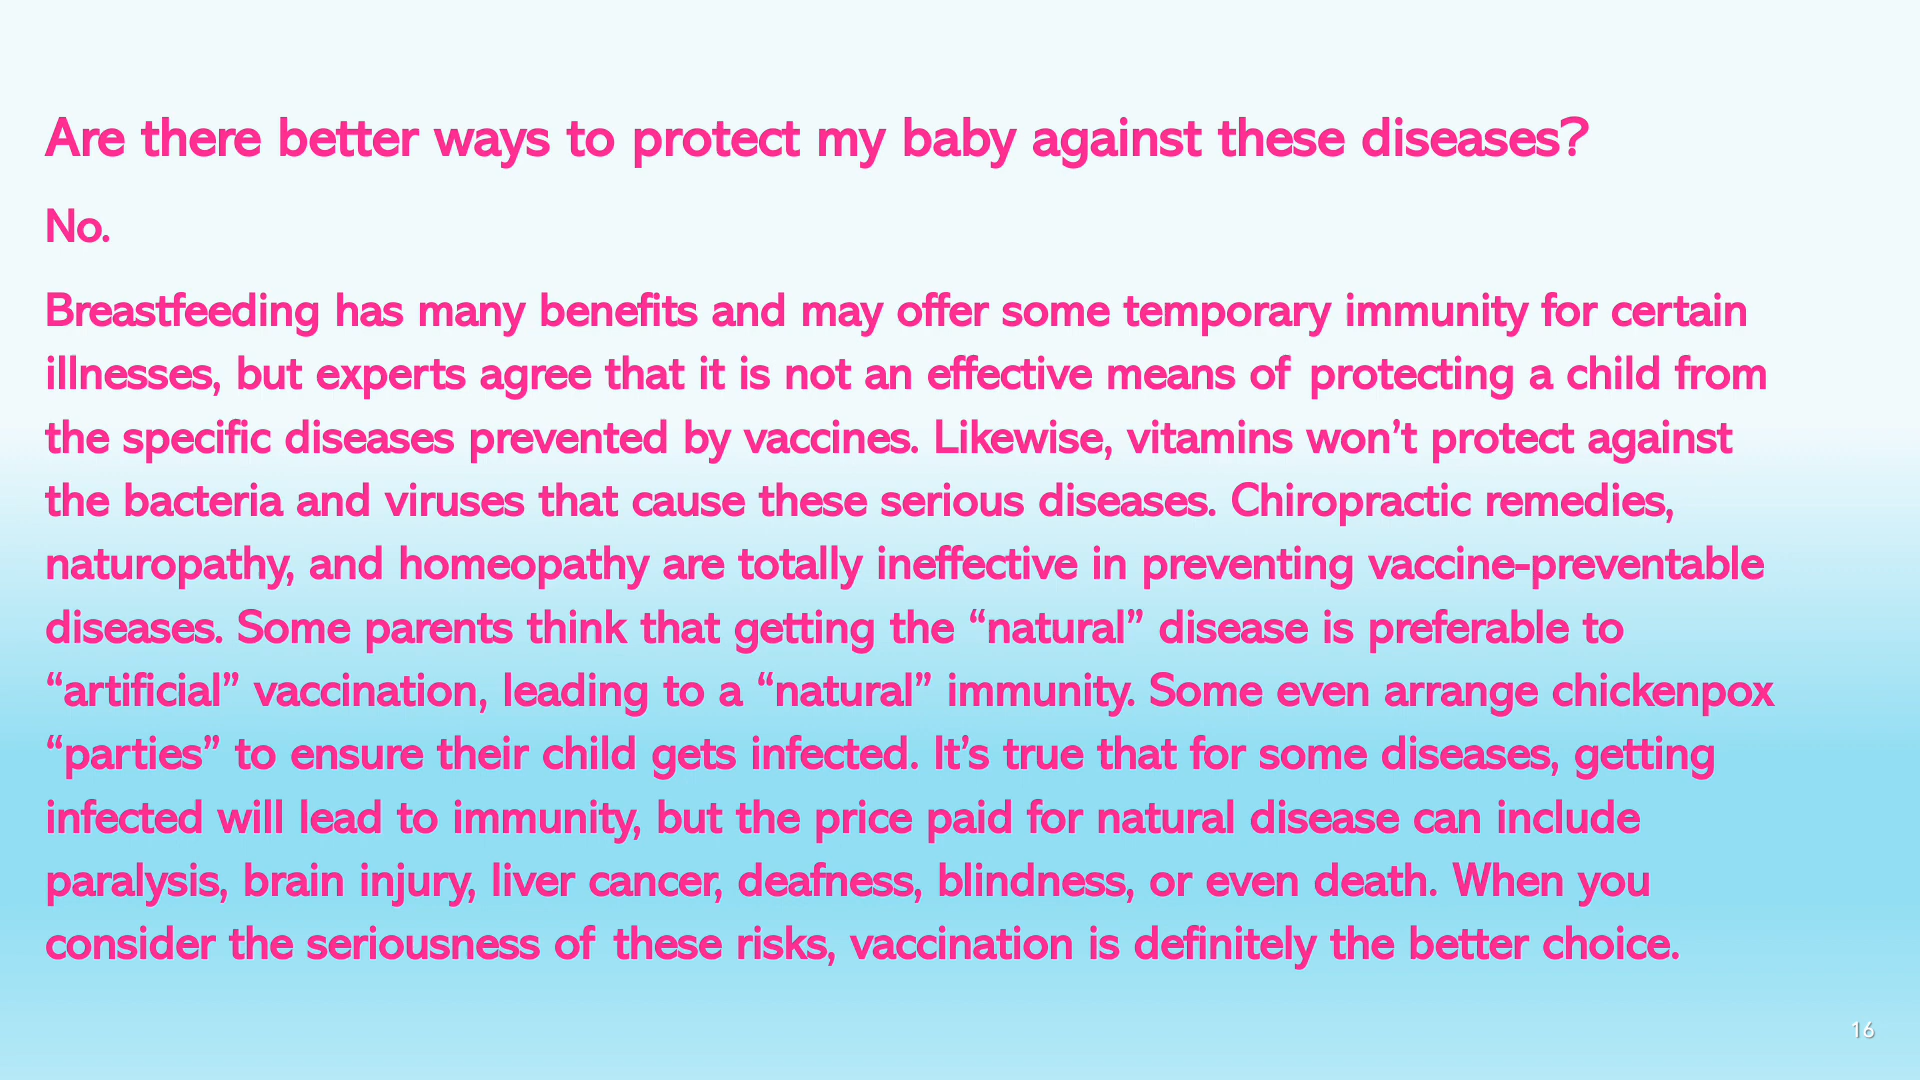 Are there better ways to protect my baby against these diseases?
No.
Breastfeeding has many benefits and may offer some temporary immunity for certain
illnesses, but experts agree that it is not an effective means of protecting a child from
the specific diseases prevented by vaccines. Likewise, vitamins won’t protect against
the bacteria and viruses that cause these serious diseases. Chiropractic remedies,
naturopathy, and homeopathy are totally ineffective in preventing vaccine-preventable
diseases. Some parents think that getting the “natural” disease is preferable to
“artificial” vaccination, leading to a “natural” immunity. Some even arrange chickenpox
“parties” to ensure their child gets infected. It’s true that for some diseases, getting
infected will lead to immunity, but the price paid for natural disease can include
paralysis, brain injury, liver cancer, deafness, blindness, or even death. When you
consider the seriousness of these risks, vaccination is definitely the better choice.
16